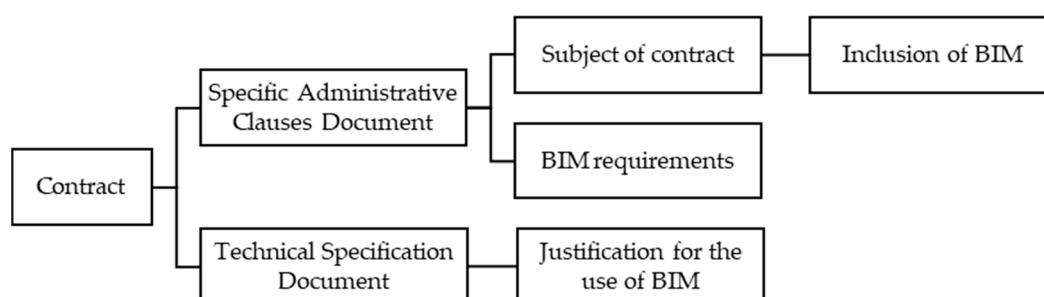 Subject of contract
Inclusion of BIM
Specific Administrative
Clauses Document
BIM requirements
Contract
Technical Specification
Document
Justification for the
use of BIM